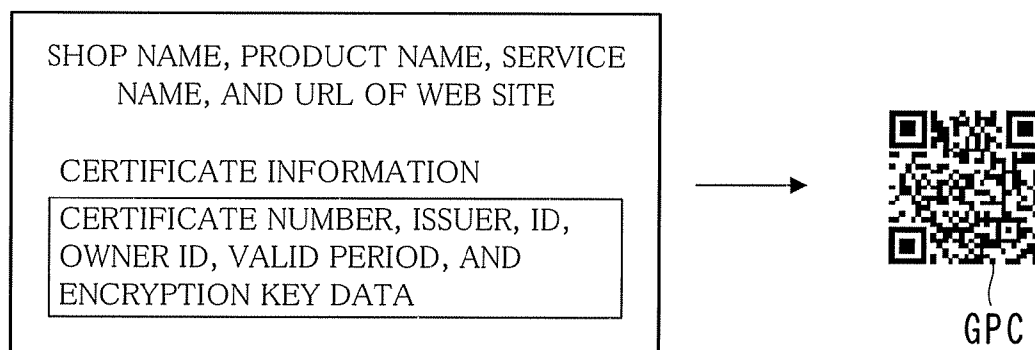 SHOP NAME, PRODUCT NAME, SERVICE
NAME, AND URL OF WEB SITE
CERTIFICATE INFORMATION
CERTIFICATE NUMBER, ISSUER, ID,
OWNER ID, VALID PERIOD, AND
ENCRYPTION KEY DATA
GPC